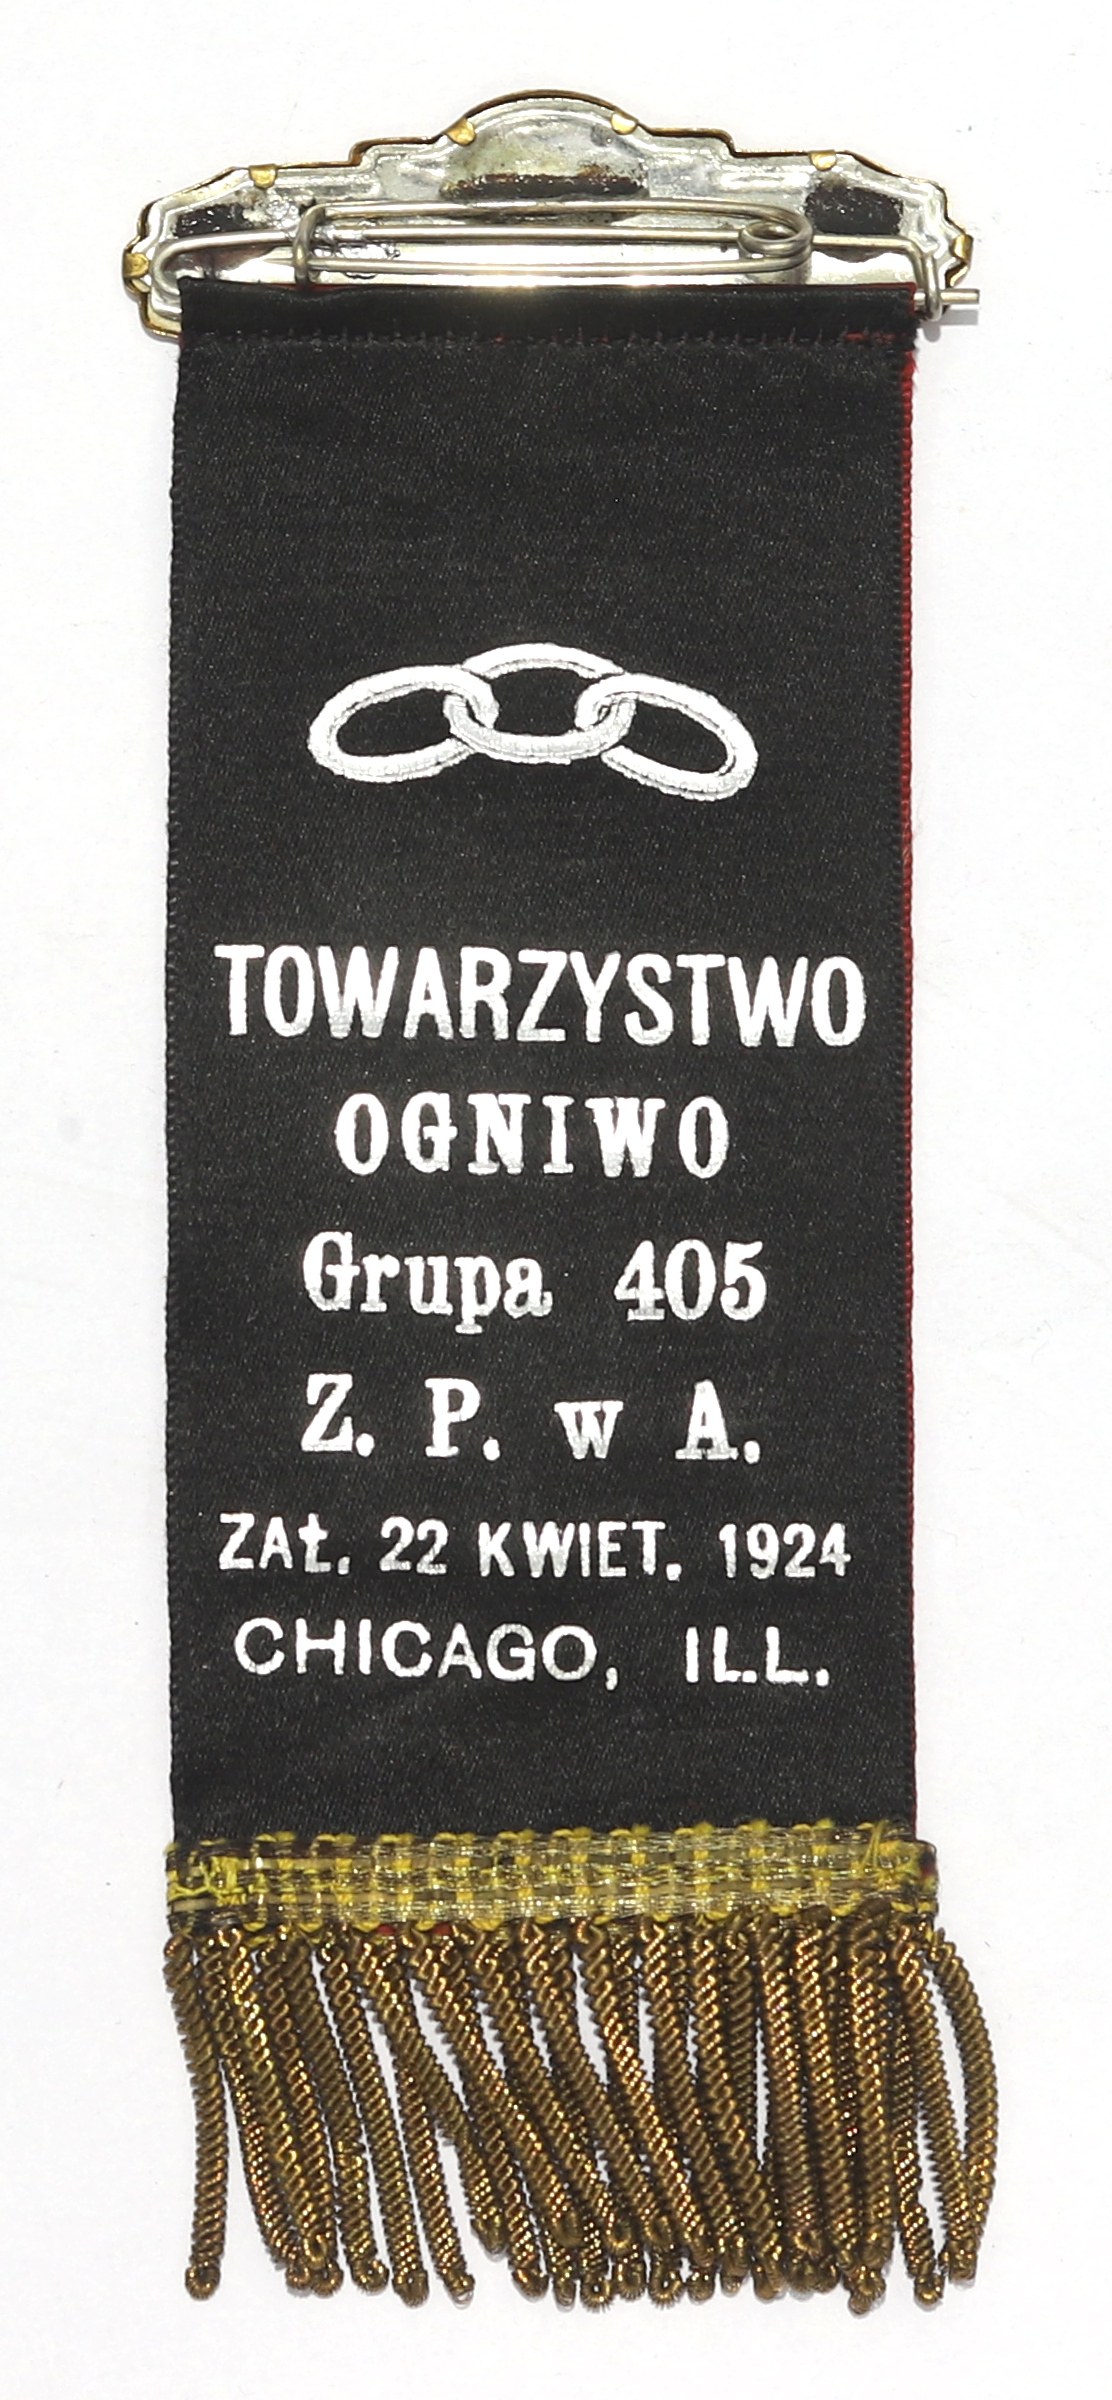 TOWARZYSTWO
OGNIWO
Grupa 405
Z. P. w A.
ZAŁ. 22 KWIET. 1924
CHICAGO, ILL.